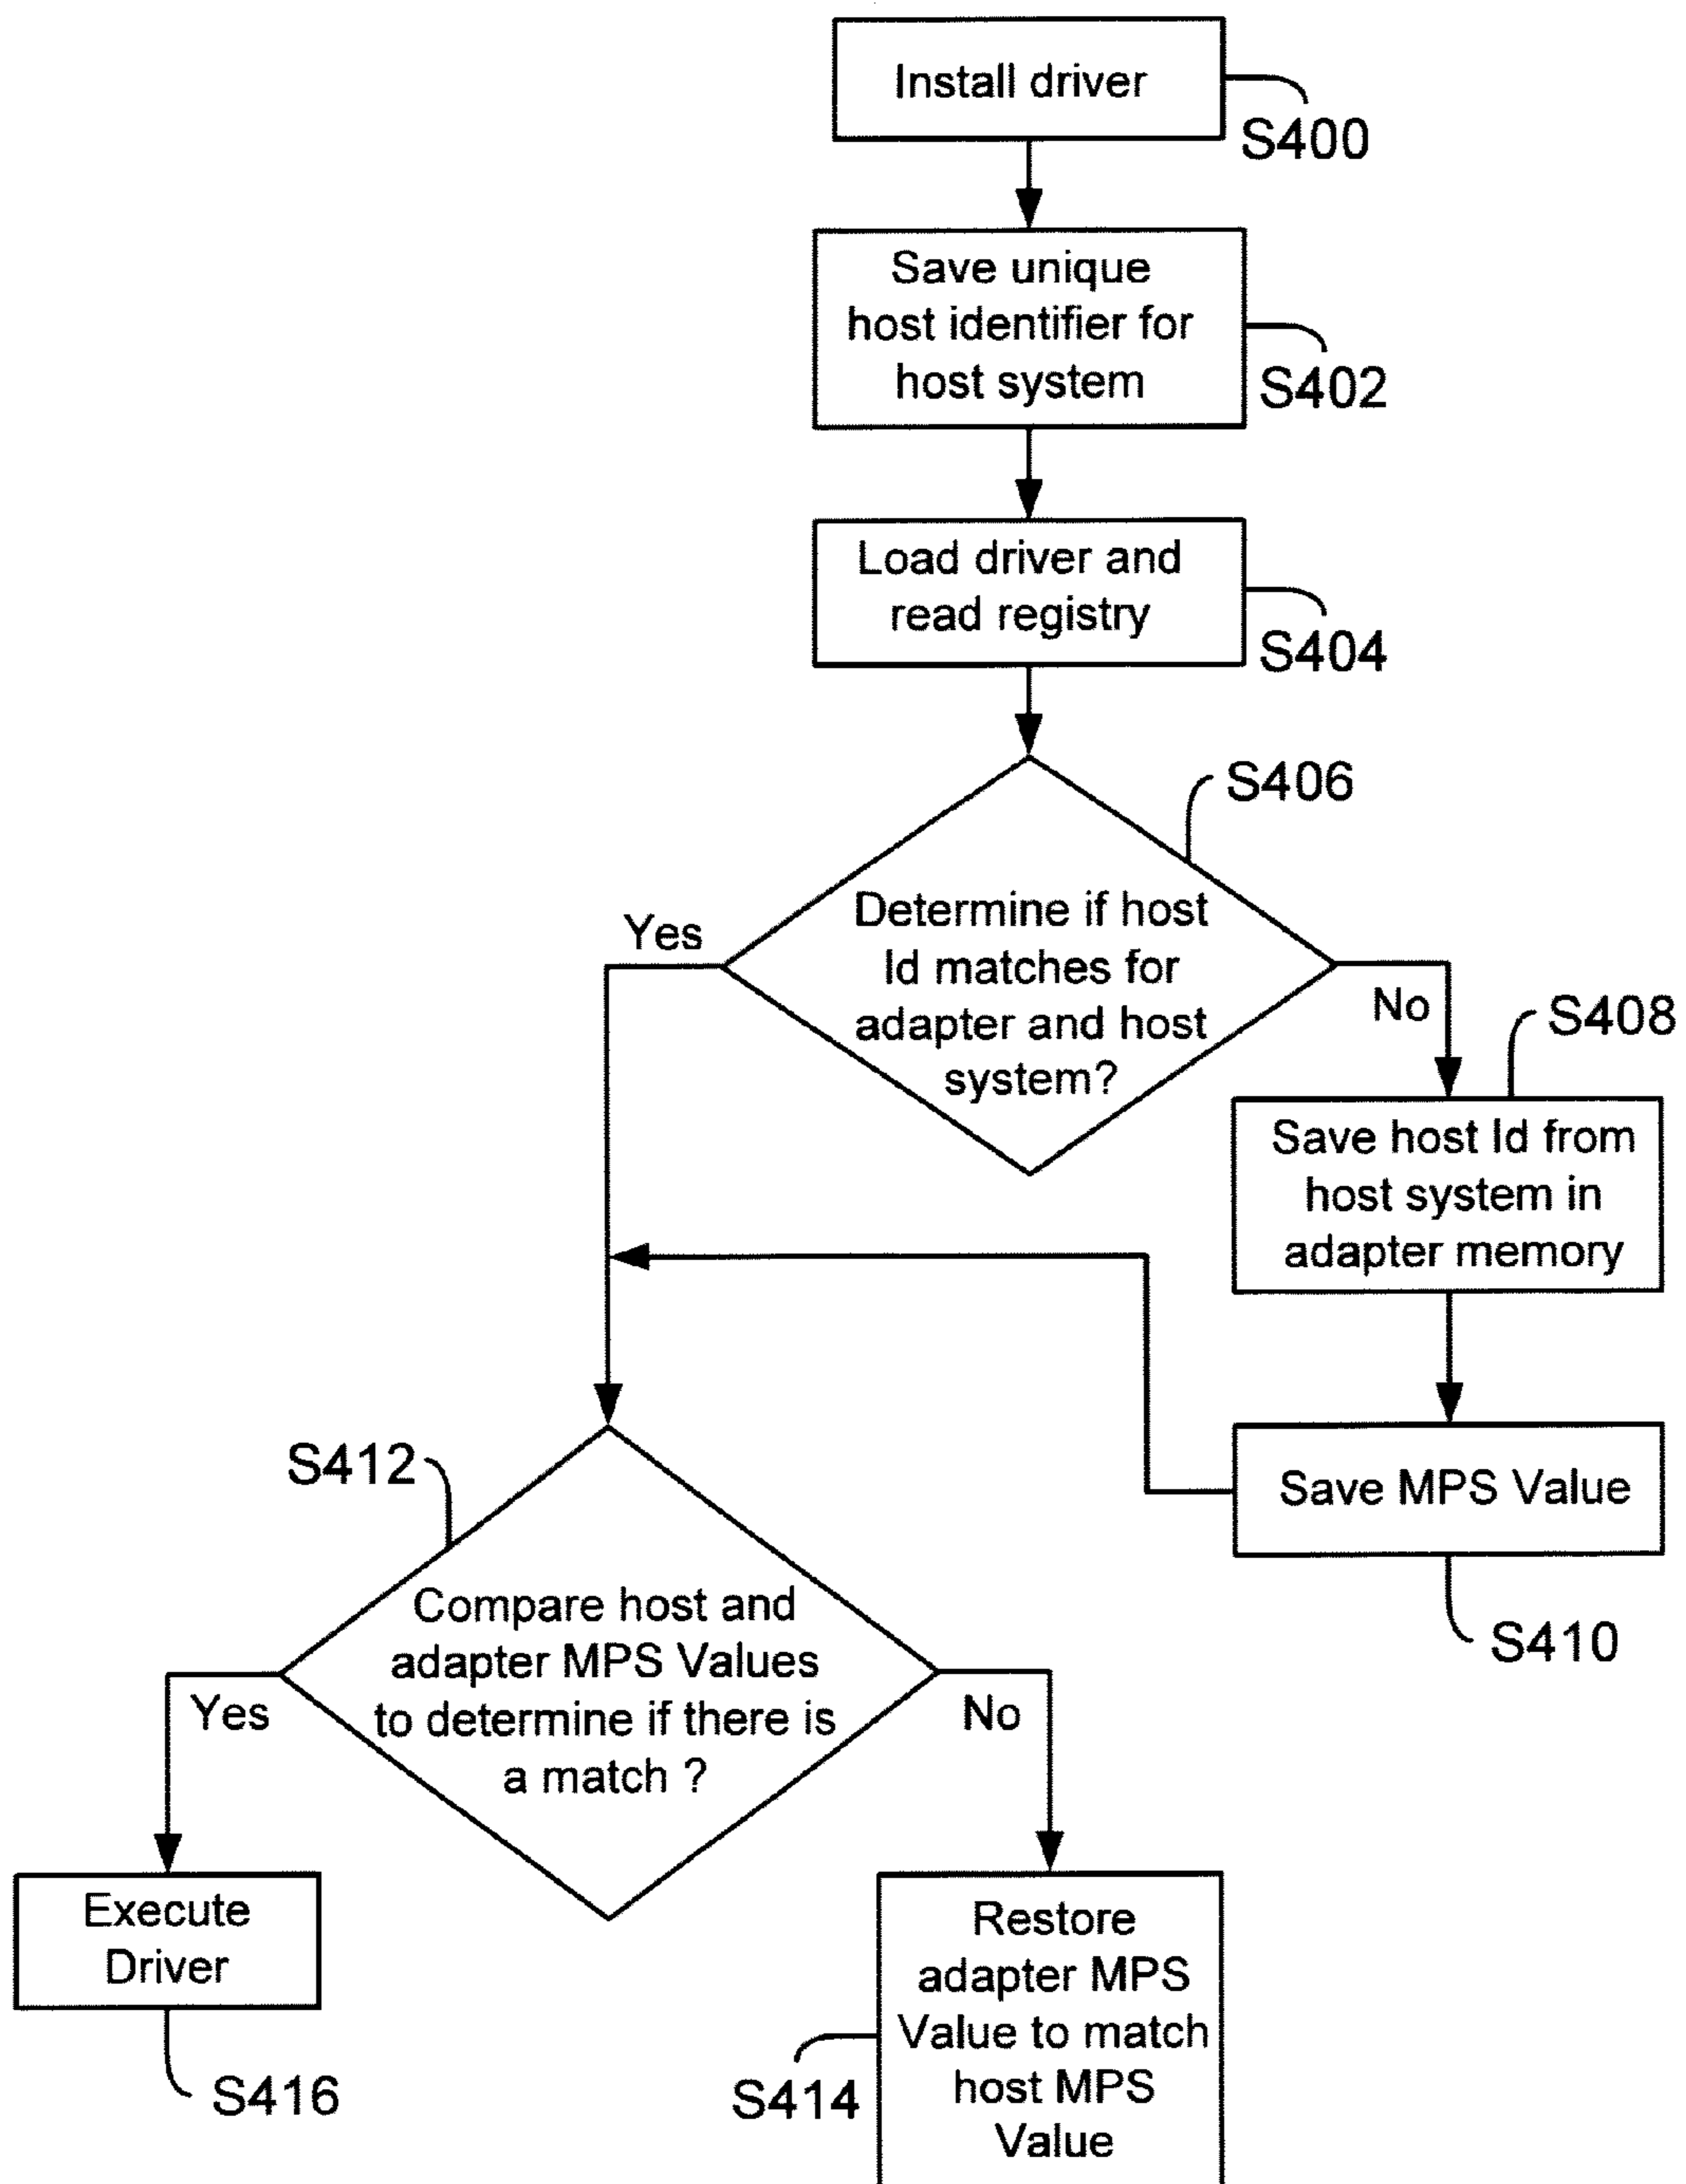 Install driver
S400
Save unique
host identifier for
host system
S402
Load driver and
read registry
S404
S406
Determine if host
Id matches for
adapter and host
system?
Yes
No
S408
Save host Id from
host system in
adapter memory
Save MPS Value
S410
S412
Compare host and
adapter MPS Values
to determine if there is
a match ?
Yes
No
Execute
Driver
S416
Restore
adapter MPS
Value to match
host MPS
Value
S414